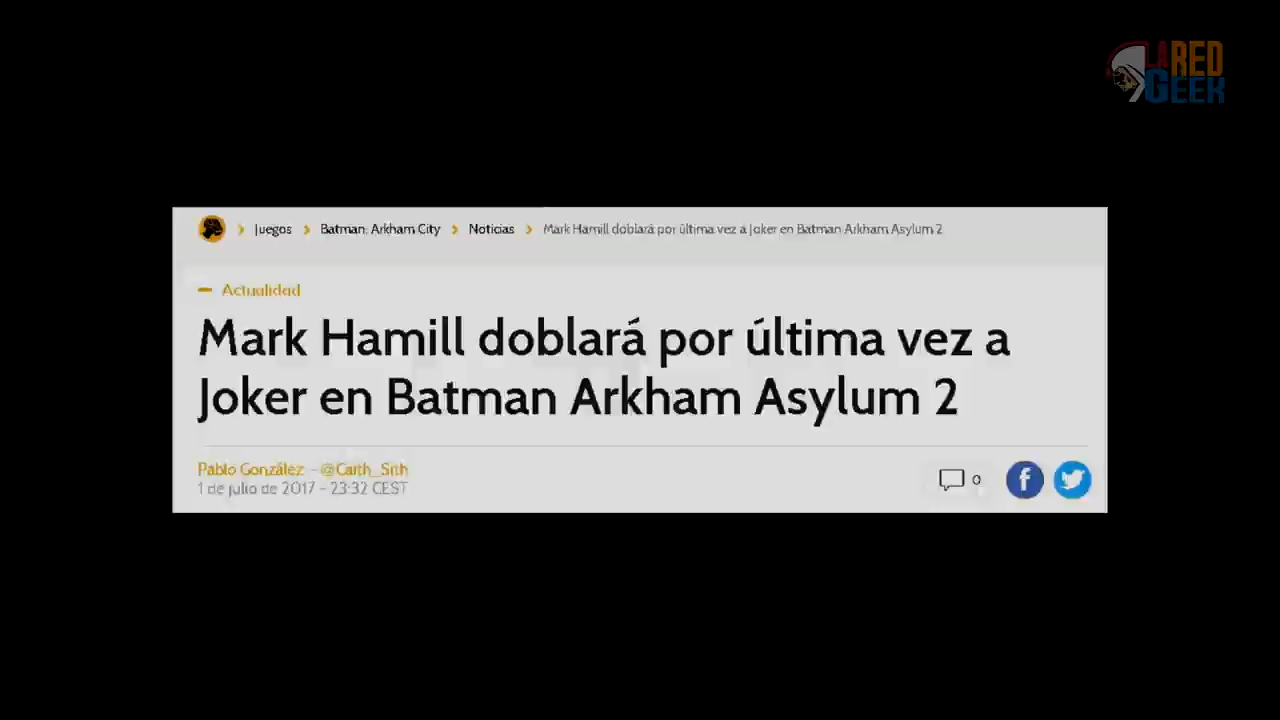 LA RED
GEEK
Juegos > Batman: Arkham City > Noticias > Mark Hamill doblará por última vez a Joker en Batman Arkham Asylum 2
Actualidad
Mark Hamill doblará por última vez a
Joker en Batman Arkham Asylum 2
Pablo González - @Caith_Sith
1 de julio de 2017 - 23:32 CEST
0